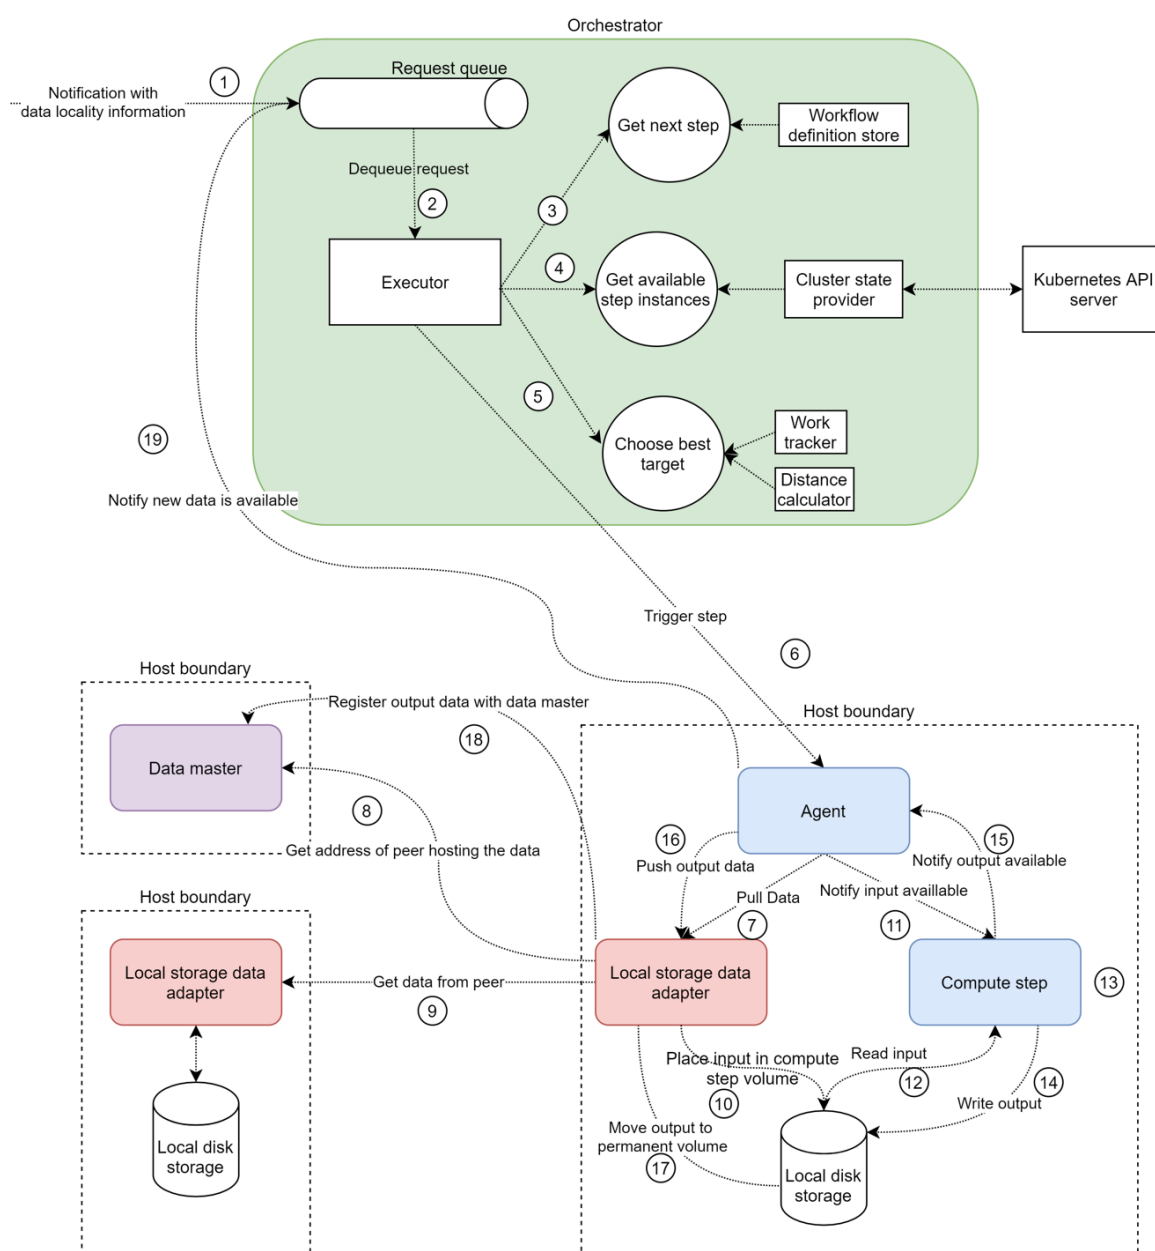 Orchestrator
Request queue
1
Notification with
data locality information
Get next step
Workflow
definition store
Dequeue request
2
3
Executor
4
Get available
step instances
Cluster state
provider
Kubernetes API
server
5
19
Choose best
target
Work
tracker
Distance
calculator
Notify new data is available
Trigger step
6
Host boundary
Register output data with data master
18
Host boundary
Data master
8
Agent
16
15
Get address of peer hosting the data
Push output data
Notify output available
Host boundary
Pull Data
Notify input availlable
7
11
Local storage data
adapter
Get data from peer
9
Local storage data
adapter
Compute step
13
Place input in compute
step volume
10
Read input
12
14
Write output
Move output to
permanent volume
17
Local disk
storage
Local disk
storage